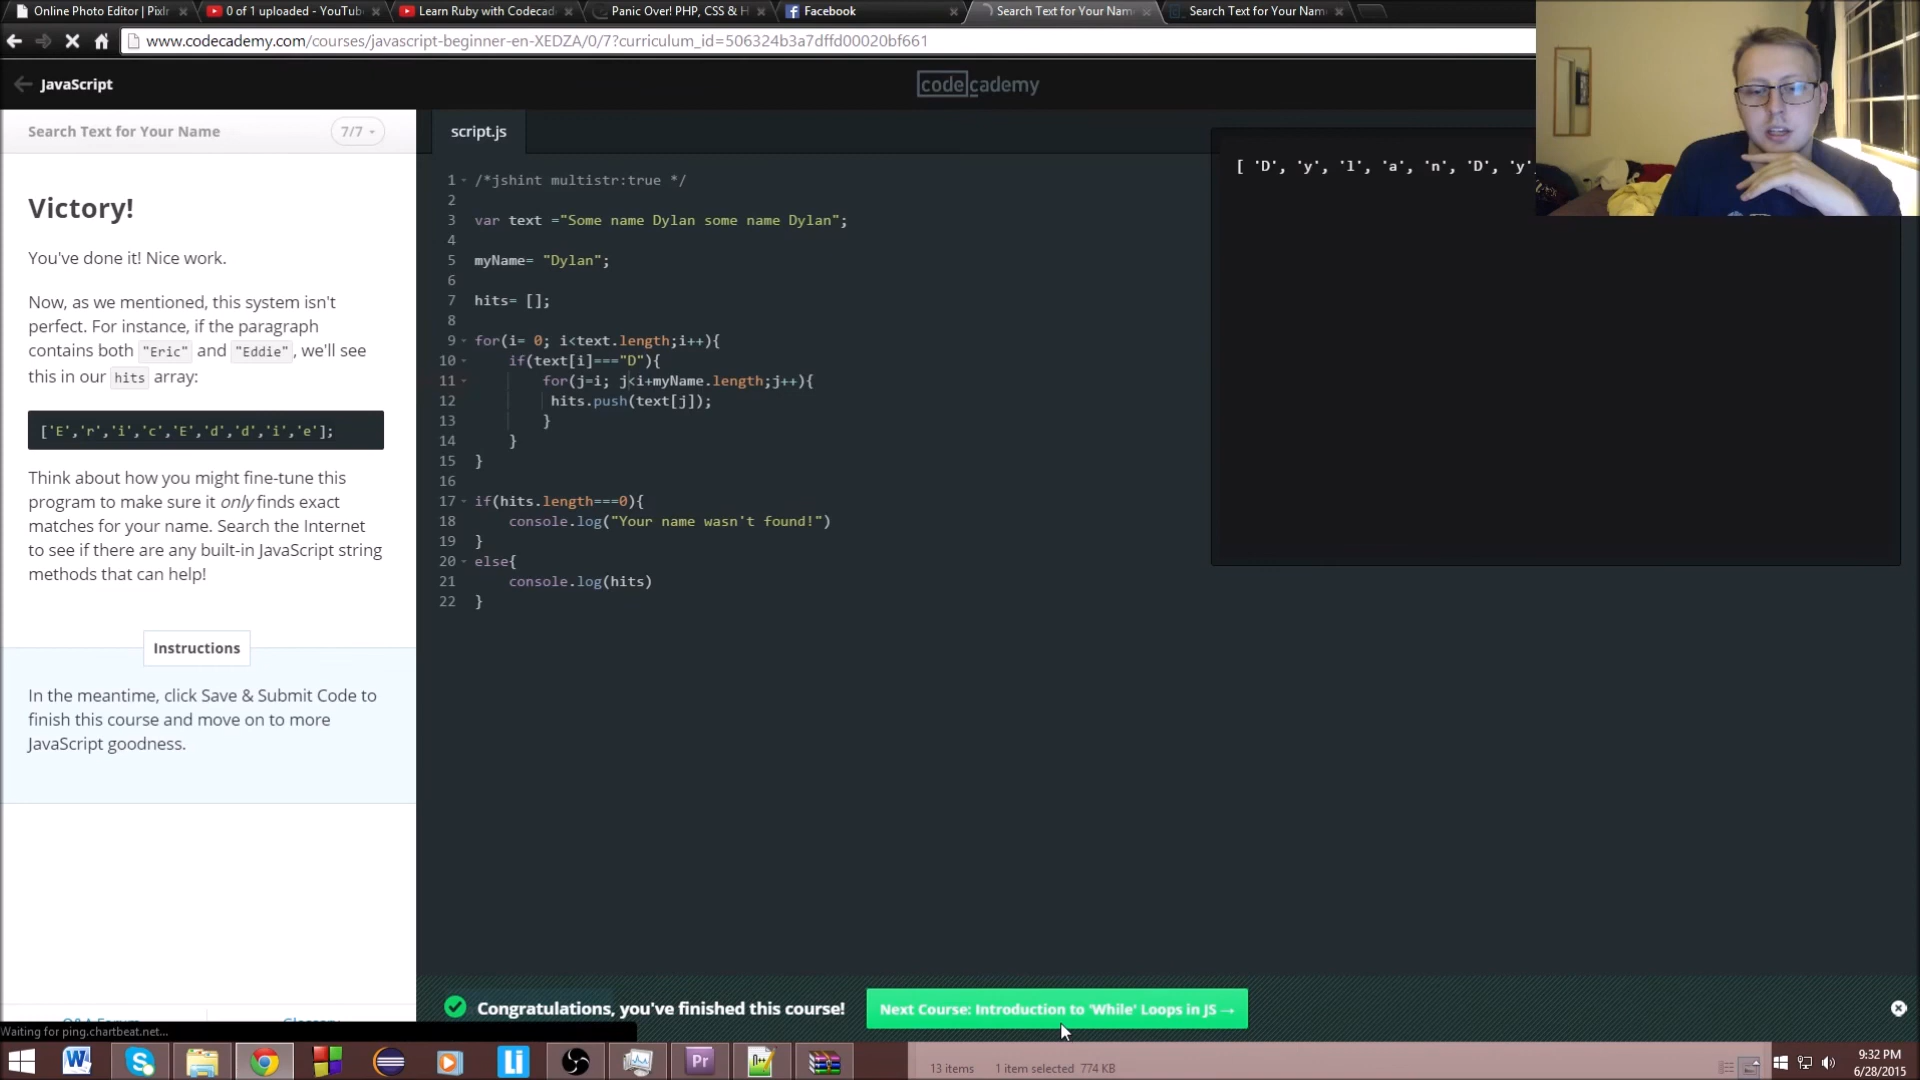 Online Photo Editor | Pixlr
0 of 1 uploaded - YouTub
Learn Ruby with Codecad
Panic Over! PHP, CSS & H
Facebook
Search Text for Your Nam
Search Text for Your Nam
www.codecademy.com/courses/javascript-beginner-en-XEDZA/0/7?curriculum_id=506324b3a7dffd00020bf661
JavaScript
codecademy
Search Text for Your Name
7/7
script.js
Victory!
You've done it! Nice work.
Now, as we mentioned, this system isn't
perfect. For instance, if the paragraph
contains both "Eric" and "Eddie", we'll see
this in our hits array:
['E','r','i','c','E','d','d','i','e'];
Think about how you might fine-tune this
program to make sure it only finds exact
matches for your name. Search the Internet
to see if there are any built-in JavaScript string
methods that can help!
Instructions
In the meantime, click Save & Submit Code to
finish this course and move on to more
JavaScript goodness.
Q&A Forum
Glossary
Waiting for ping.chartbeat.net...
1 /*jshint multistr:true */
2
3 var text ="Some name Dylan some name Dylan";
4
5 myName= "Dylan";
6
7 hits= [];
8
9 for(i= 0; i<text.length;i++){
10 if(text[i]==="D"){
11 for(j=i; j<i+myName.length;j++){
12 hits.push(text[j]);
13 }
14 }
15 }
16
17 if(hits.length===0){
18 console.log("Your name wasn't found!")
19 }
20 else{
21 console.log(hits)
22 }
[ 'D', 'y', 'l', 'a', 'n', 'D', 'y'
Congratulations, you've finished this course!
Next Course: Introduction to 'While' Loops in JS →
13 items
1 item selected 774 KB
W
S
Li
Pr
9:32 PM
6/28/2015